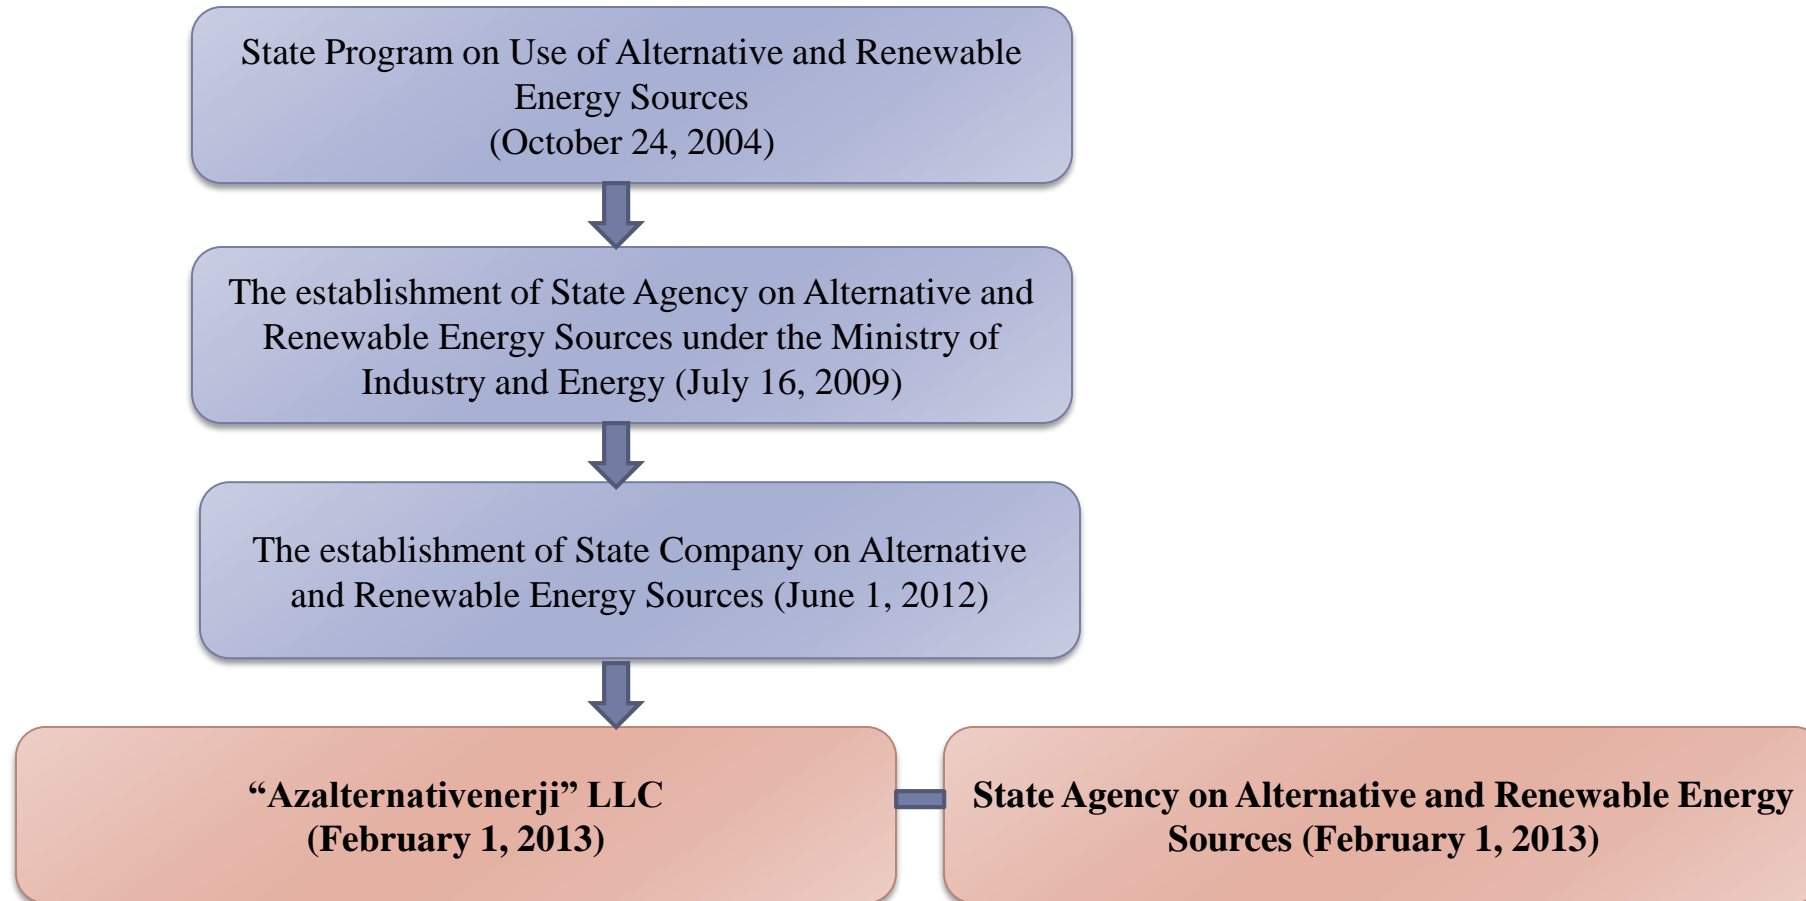 State Program on Use of Alternative and Renewable
Energy Sources
(October 24, 2004)
The establishment of State Agency on Alternative and
Renewable Energy Sources under the Ministry of
Industry and Energy (July 16, 2009)
The establishment of State Company on Alternative
and Renewable Energy Sources (June 1, 2012)
“Azalternativenerji” LLC
(February 1, 2013)
State Agency on Alternative and Renewable Energy
Sources (February 1, 2013)